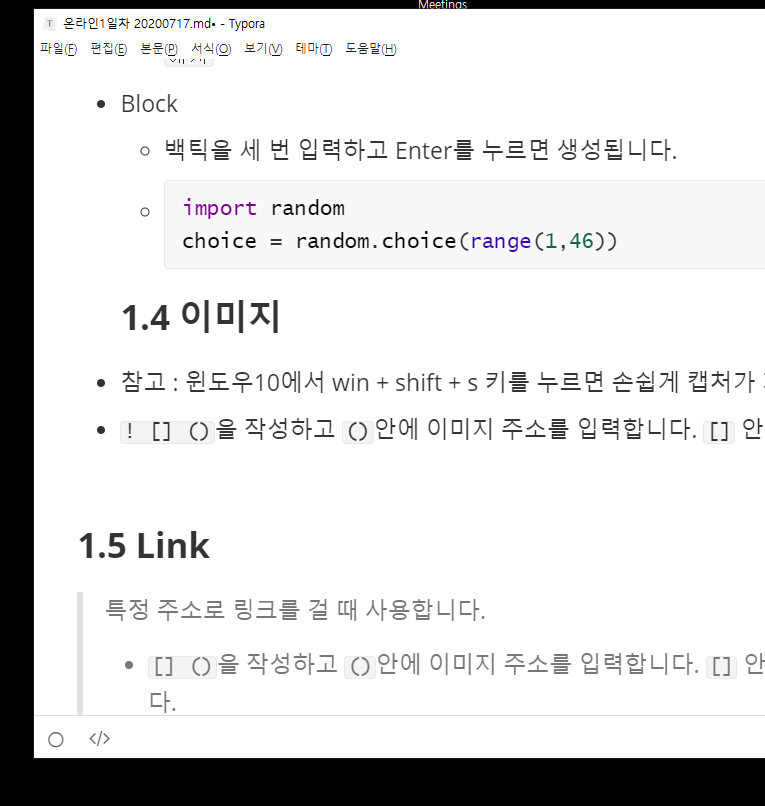 Meetings
온라인1일차 20200717.md• - Typora
파일(F) 편집(E) 본문(P) 서식(O) 보기(V) 테마(T) 도움말(H)
Block
백틱을 세 번 입력하고 Enter를 누르면 생성됩니다.
import random
choice = random.choice(range(1,46))
1.4 이미지
참고 : 윈도우10에서 win + shift + s 키를 누르면 손쉽게 캡처가
! [] ()을 작성하고 ()안에 이미지 주소를 입력합니다. [] 안
1.5 Link
특정 주소로 링크를 걸 때 사용합니다.
[] ()을 작성하고 ()안에 이미지 주소를 입력합니다. [] 안
다.
</>